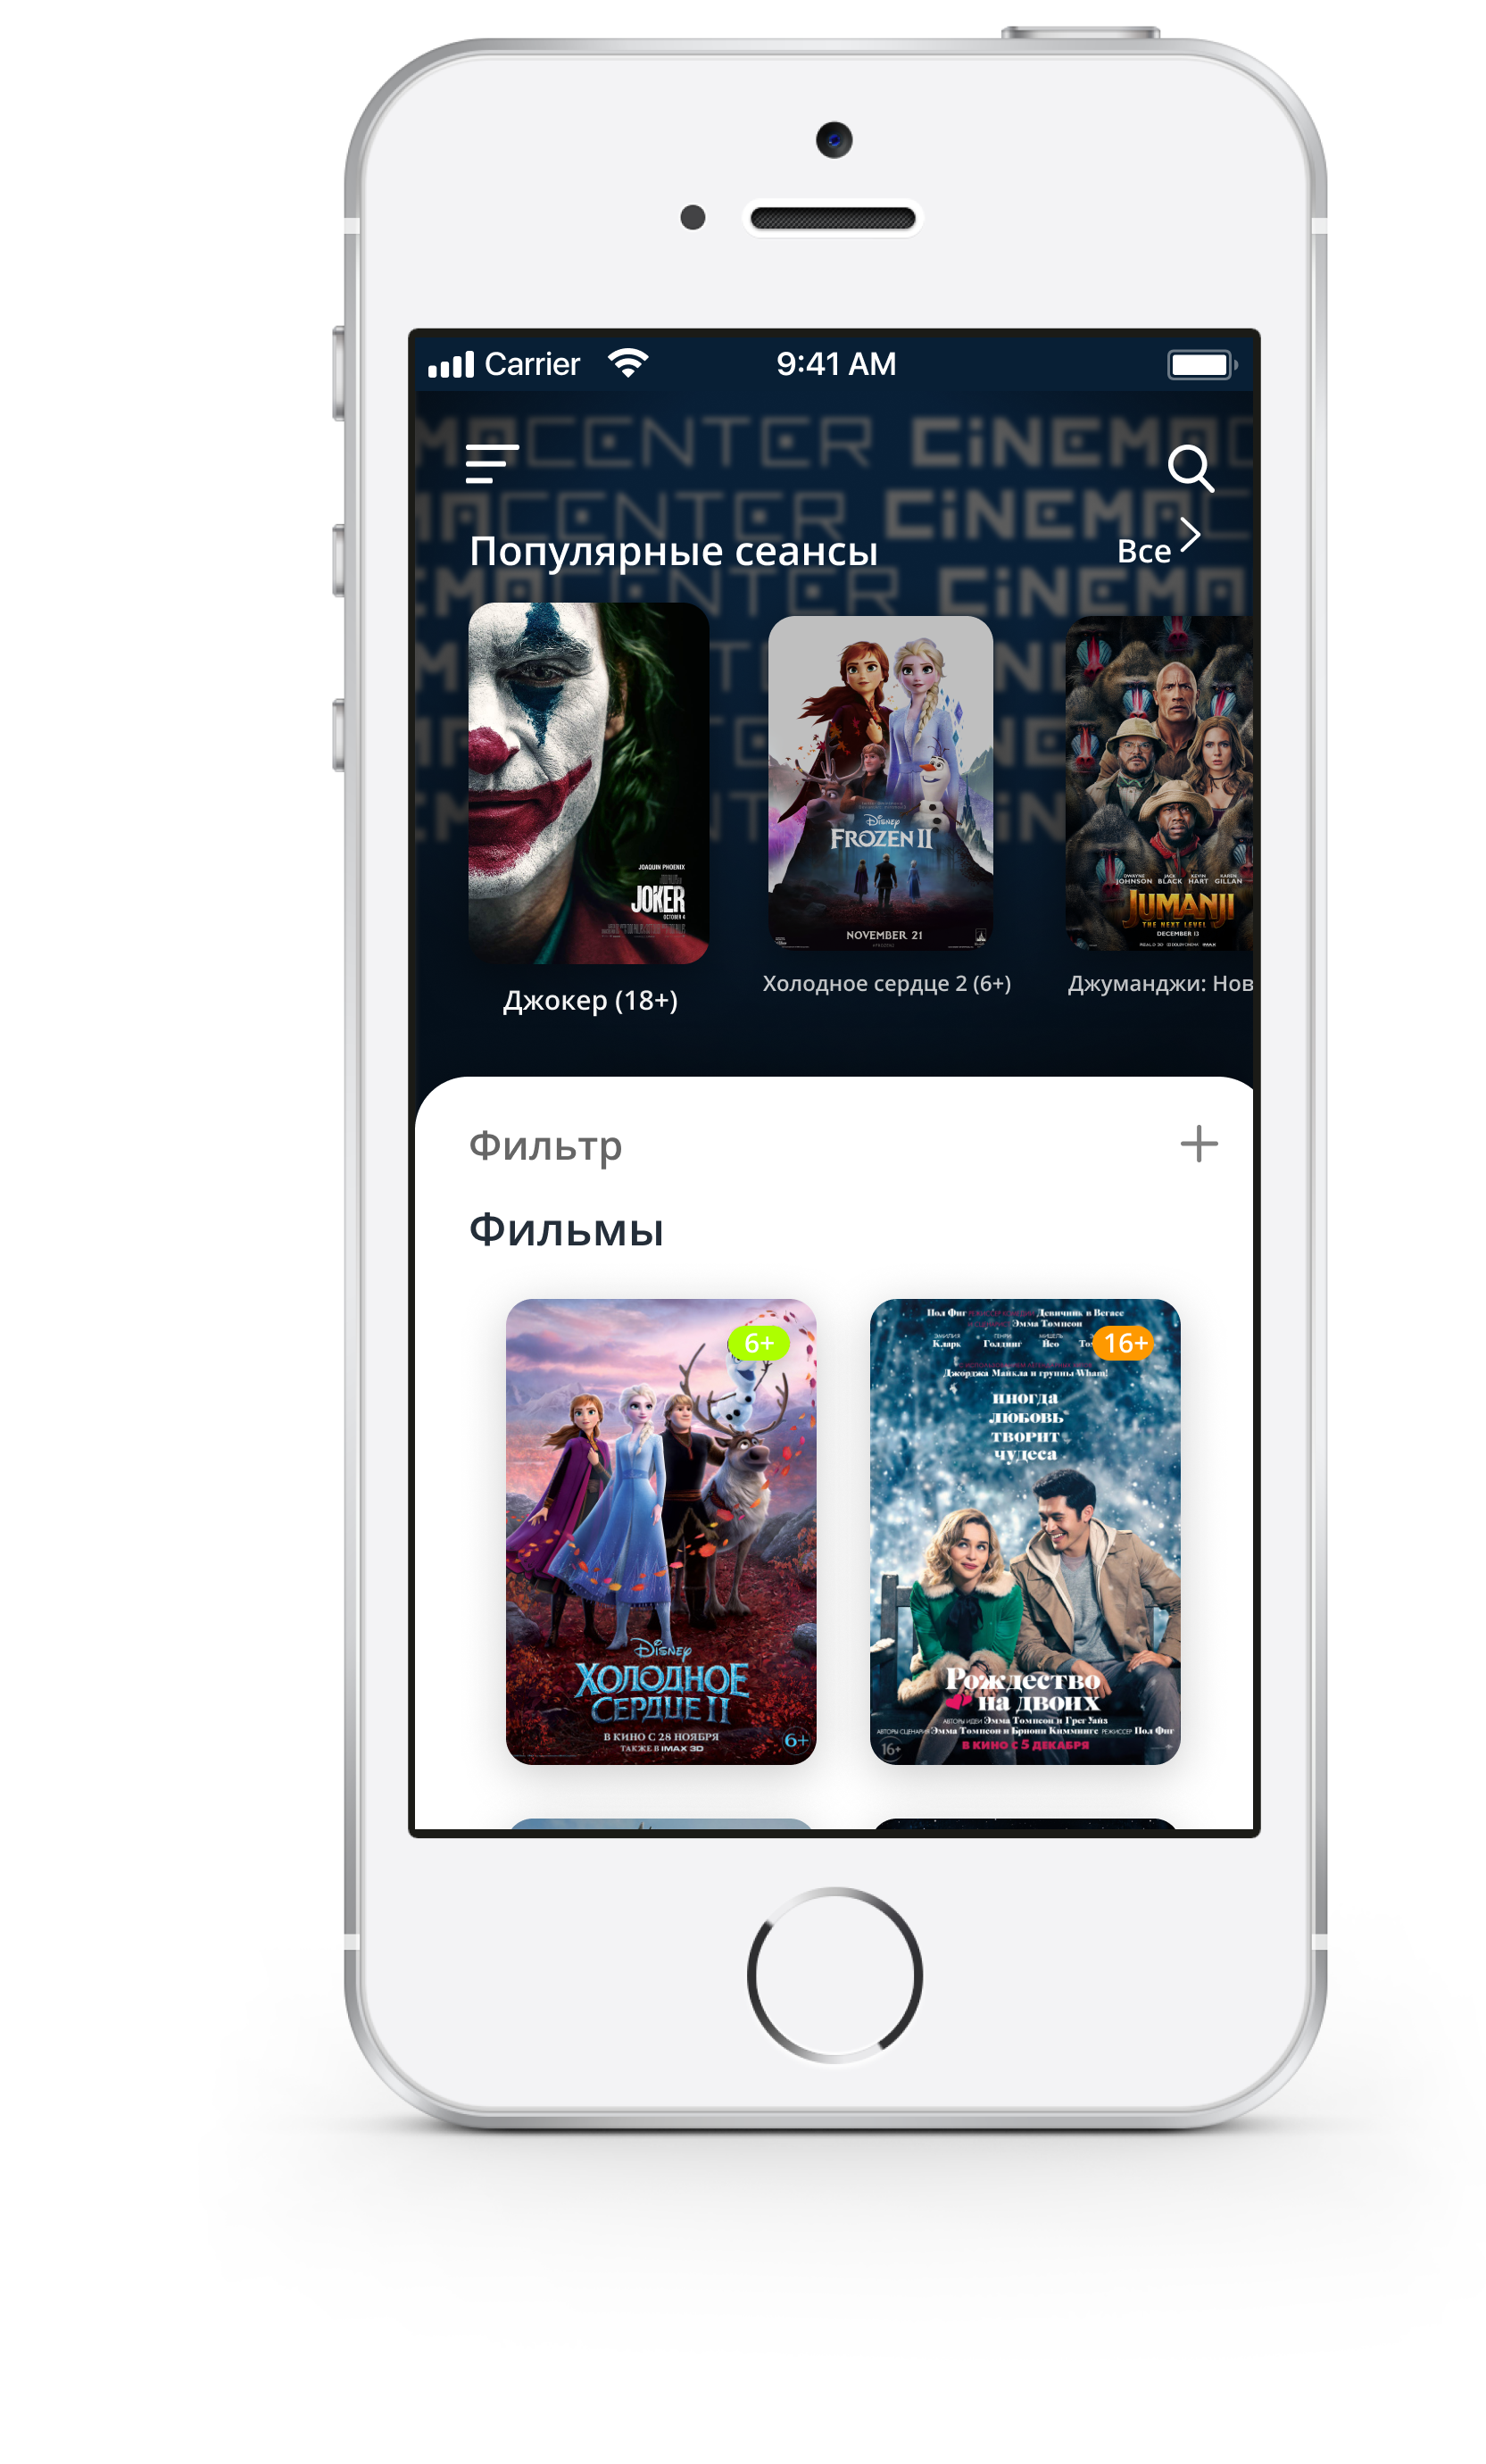 Carrier
9:41 AM
CENTER CiNEMA
CENTER CiNEMA
Популярные сеансы
Все
CiNEMA
JOAQUIN PHOENIX
JOKER
OCTOBER 4
Disney
FROZEN II
NOVEMBER 21
DWAYNE JOHNSON JACK BLACK KEVIN HART KAREN GILLAN
JUMANJI
THE NEXT LEVEL
DECEMBER 13
Джокер (18+)
Холодное сердце 2 (6+)
Джуманджи: Нов
Фильтр
Фильмы
6+
Disney
ХОЛОДНОЕ
СЕРДЦЕ II
В КИНО С 28 НОЯБРЯ
ТАКЖЕ В IMAX 3D
6+
Пол Фиг Девичник в Вегасе
Эмма Томпсон
16+
ЭМИЛИЯ Кларк ГЕНРИ Голдинг МИШЕЛЬ Йео
Джорджа Майкла и группы Wham!
иногда
любовь
творит
чудеса
Рождество
на двоих
АВТОРЫ ИДЕИ Эмма Томпсон и Грег Уайз
АВТОРЫ СЦЕНАРИЯ Эмма Томпсон и Бриони Киммингс РЕЖИССЕР Пол Фиг
В КИНО С 5 ДЕКАБРЯ
16+